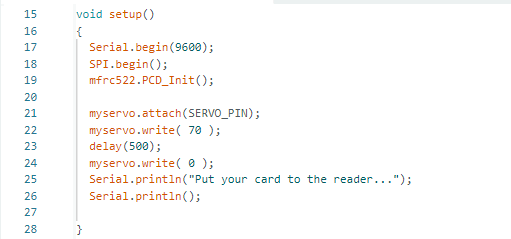 15 void setup()
16 {
17 Serial.begin(9600);
18 SPI.begin();
19 mfrc522.PCD_Init();
20
21 myservo.attach(SERVO_PIN);
22 myservo.write( 70 );
23 delay(500);
24 myservo.write( 0 );
25 Serial.println("Put your card to the reader...");
26 Serial.println();
27
28 }